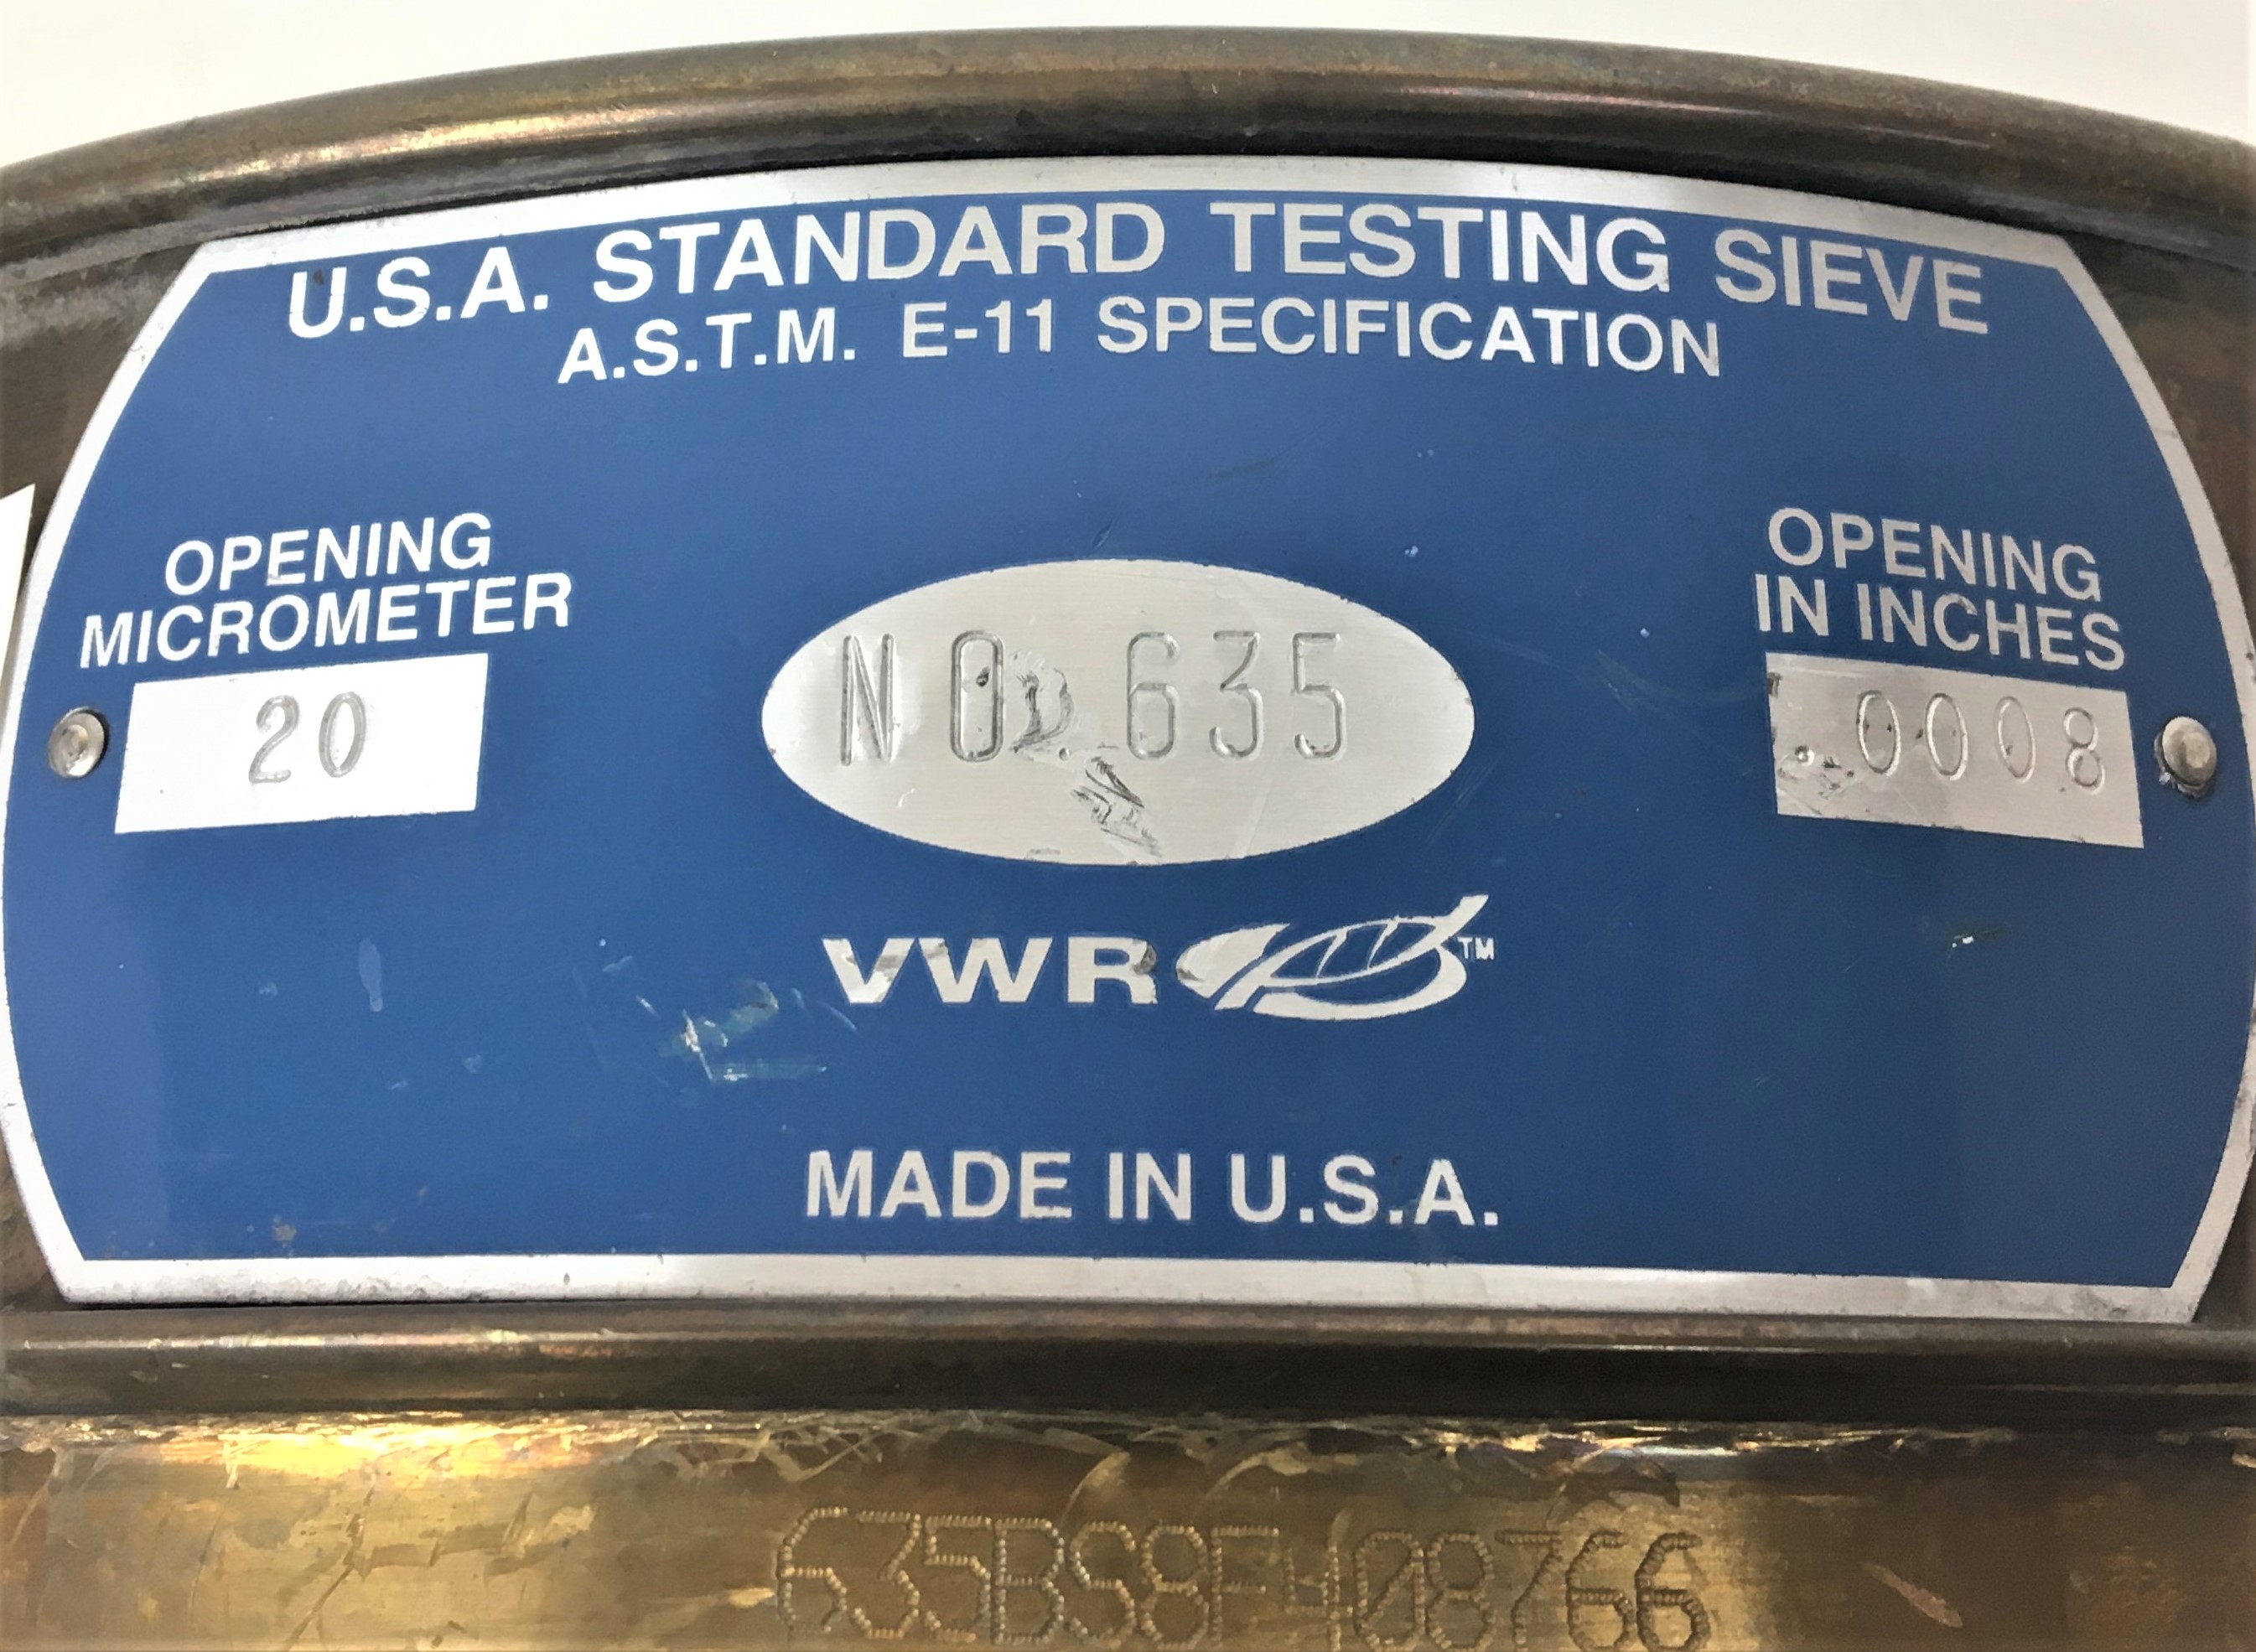 U.S.A. STANDARD TESTING SIEVE
A.S.T.M. E-11 SPECIFICATION
OPENING
MICROMETER
20
NO. 635
OPENING
IN INCHES
.0008
VWR™
MADE IN U.S.A.
635BS8F408766